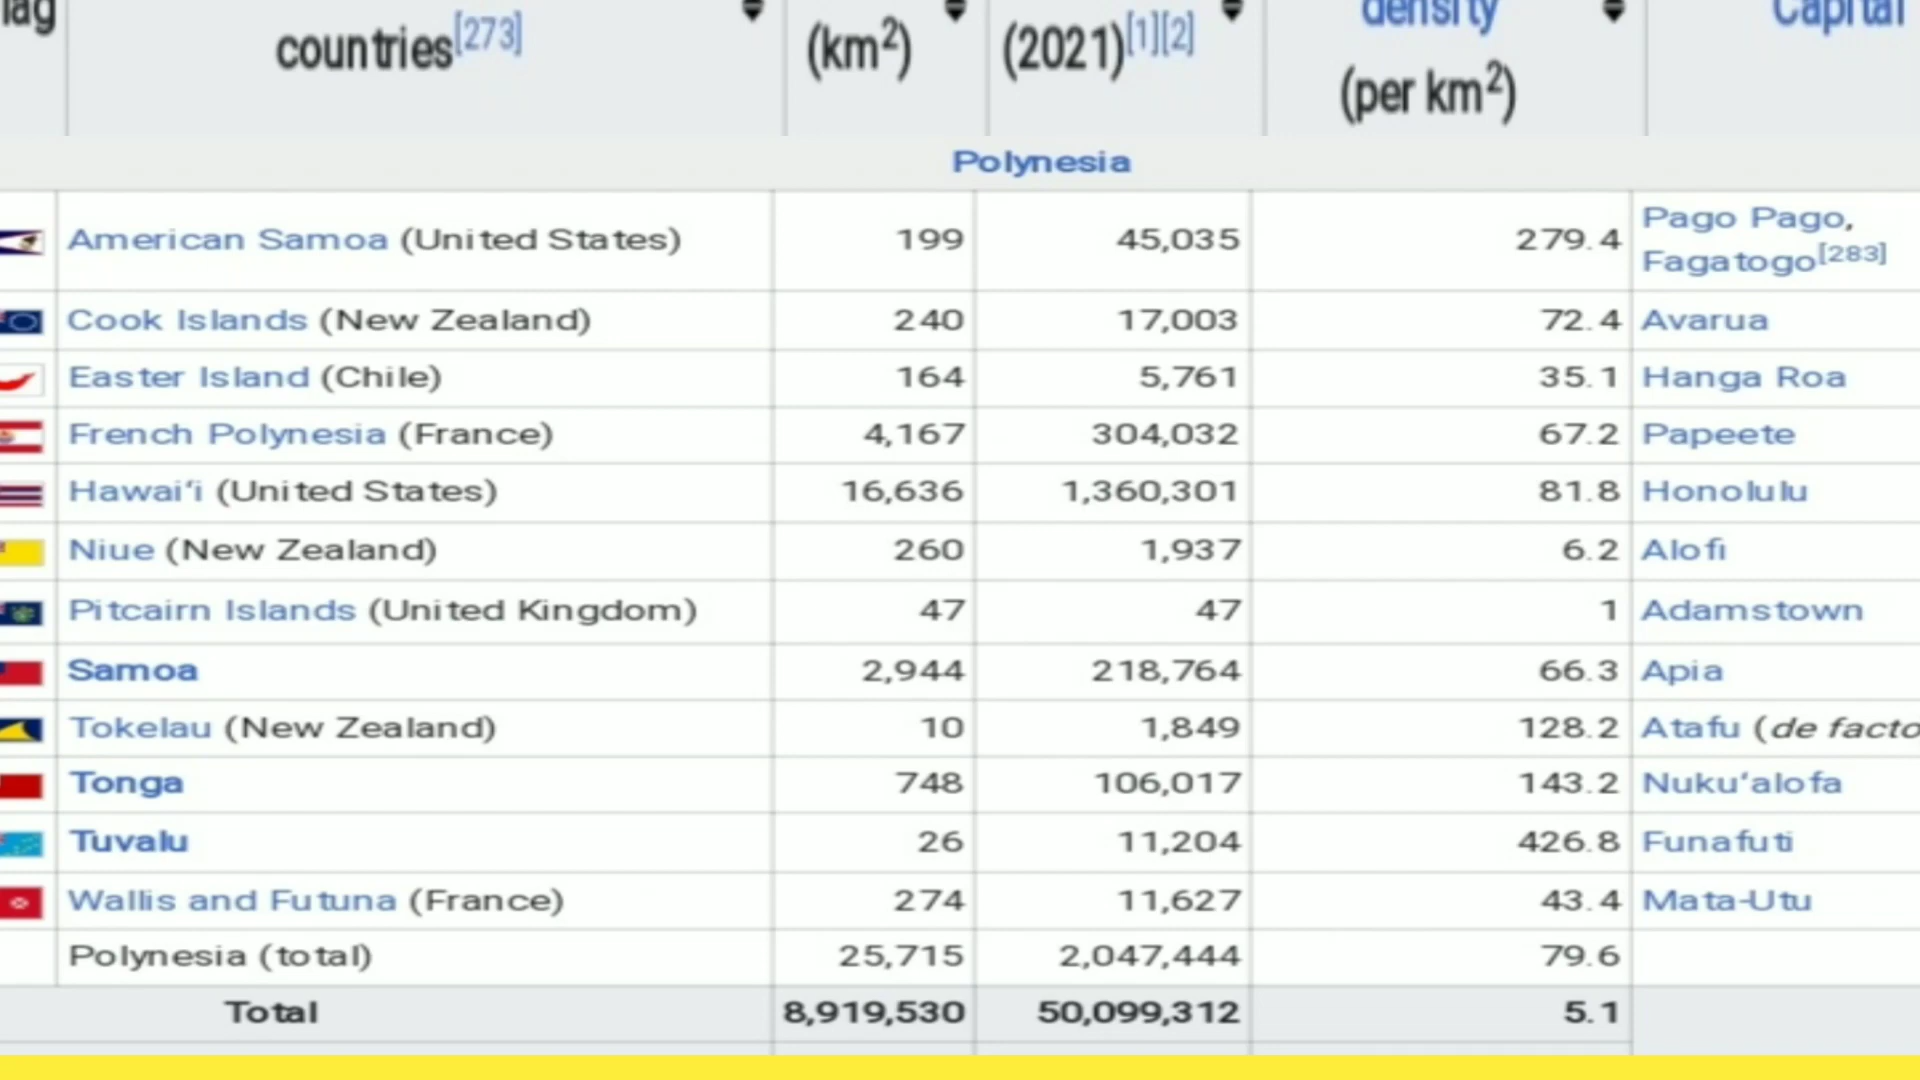 countries[273] (km²) (2021)[1][2] density Capital
(per km²)
Polynesia
American Samoa (United States) 199 45,035 279.4 Pago Pago, Fagatogo[283]
Cook Islands (New Zealand) 240 17,003 72.4 Avarua
Easter Island (Chile) 164 5,761 35.1 Hanga Roa
French Polynesia (France) 4,167 304,032 67.2 Papeete
Hawaiʻi (United States) 16,636 1,360,301 81.8 Honolulu
Niue (New Zealand) 260 1,937 6.2 Alofi
Pitcairn Islands (United Kingdom) 47 47 1 Adamstown
Samoa 2,944 218,764 66.3 Apia
Tokelau (New Zealand) 10 1,849 128.2 Atafu (de facto
Tonga 748 106,017 143.2 Nukuʻalofa
Tuvalu 26 11,204 426.8 Funafuti
Wallis and Futuna (France) 274 11,627 43.4 Mata-Utu
Polynesia (total) 25,715 2,047,444 79.6
Total 8,919,530 50,099,312 5.1